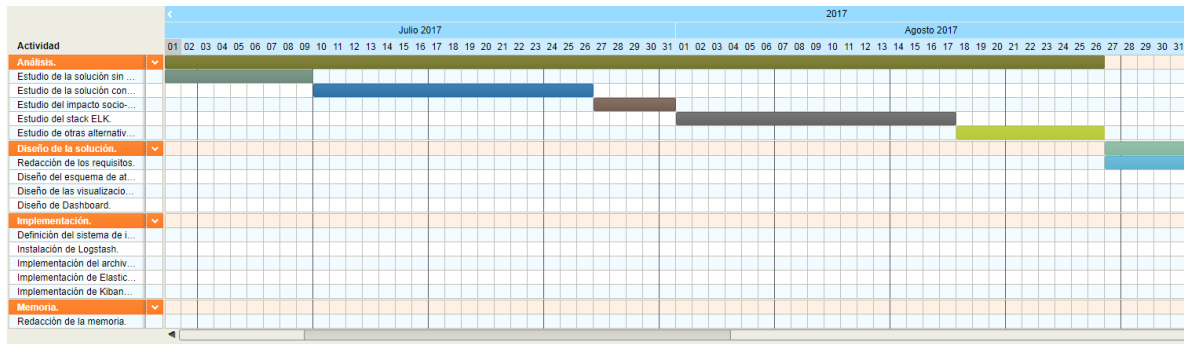 2017
Julio 2017 Agosto 2017
Actividad 01 02 03 04 05 06 07 08 09 10 11 12 13 14 15 16 17 18 19 20 21 22 23 24 25 26 27 28 29 30 31 01 02 03 04 05 06 07 08 09 10 11 12 13 14 15 16 17 18 19 20 21 22 23 24 25 26 27 28 29 30 31
Análisis.
Estudio de la solución sin ...
Estudio de la solución con...
Estudio del impacto socio-...
Estudio del stack ELK.
Estudio de otras alternativ...
Diseño de la solución.
Redacción de los requisitos.
Diseño del esquema de at...
Diseño de las visualizacio...
Diseño de Dashboard.
Implementación.
Definición del sistema de i...
Instalación de Logstash.
Implementación del archiv...
Implementación de Elastic...
Implementación de Kiban...
Memoria.
Redacción de la memoria.